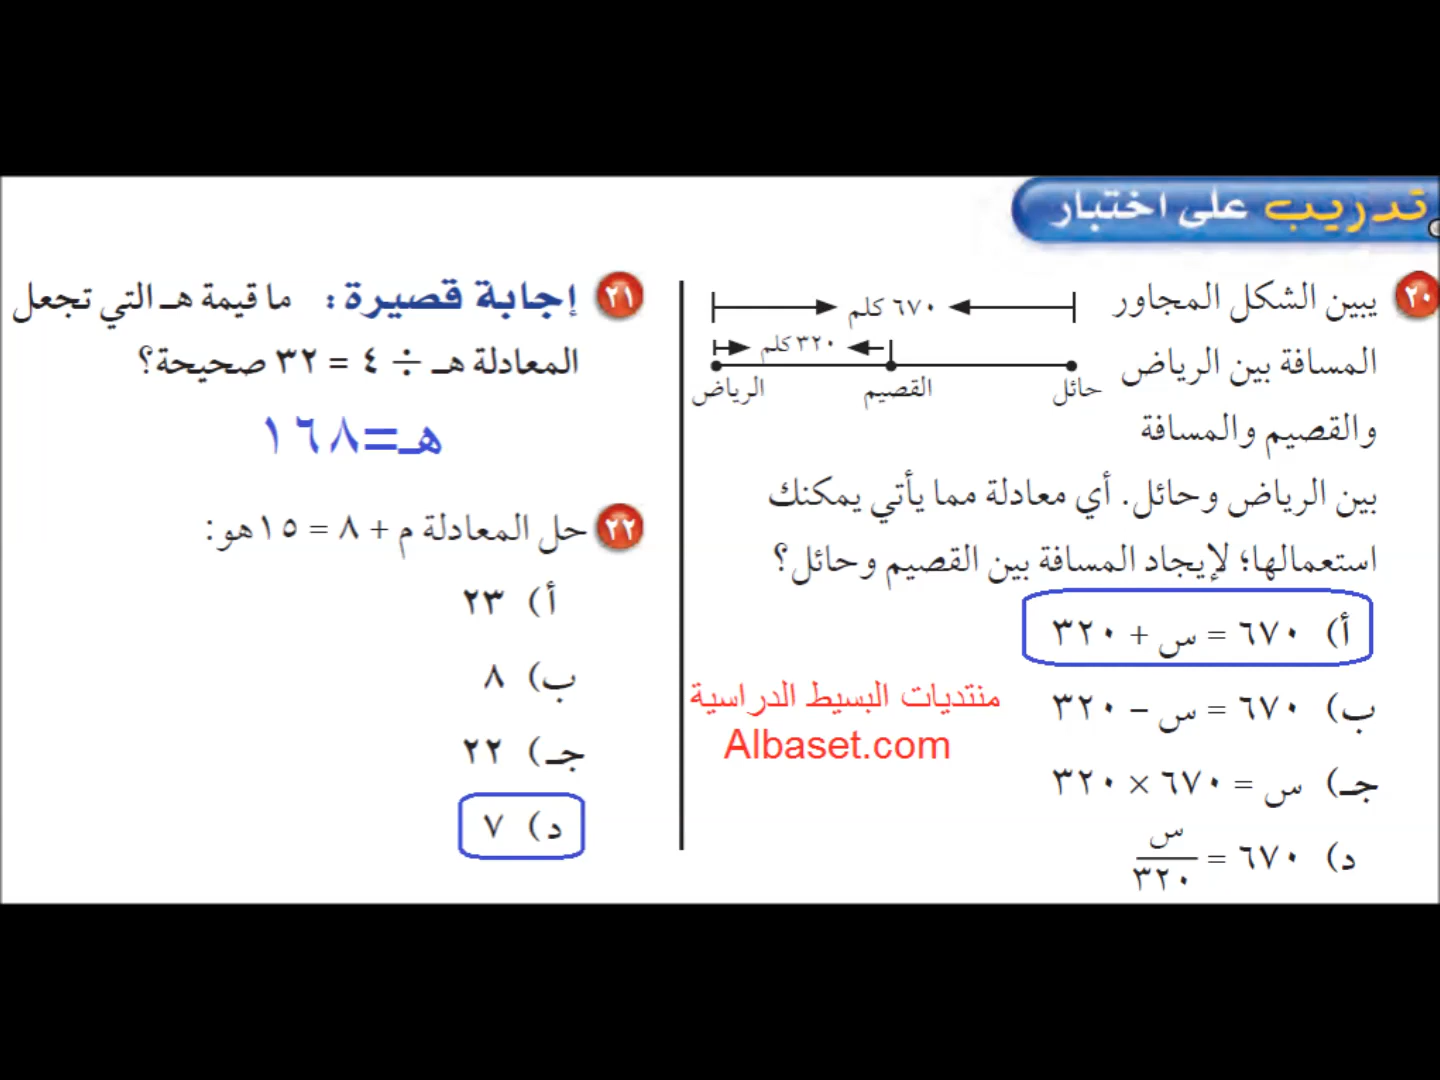 تدريب على اختبار
٢٠ يبين الشكل المجاور
المسافة بين الرياض
والقصيم والمسافة
بين الرياض وحائل. أي معادلة مما يأتي يمكنك
استعمالها؛ لإيجاد المسافة بين القصيم وحائل؟
٦٧٠ كلم
٣٢٠ كلم
حائل القصيم الرياض
أ) ٦٧٠ = س + ٣٢٠
ب) ٦٧٠ = س − ٣٢٠
جـ) س = ٦٧٠ × ٣٢٠
د) ٦٧٠ = س/٣٢٠
منتديات البسيط الدراسية
Albaset.com
٢١ إجابة قصيرة : ما قيمة هـ التي تجعل
المعادلة هـ ÷ ٤ = ٣٢ صحيحة؟
هـ=١٦٨
٢٢ حل المعادلة م + ٨ = ١٥هو:
أ) ٢٣
ب) ٨
جـ) ٢٢
د) ٧